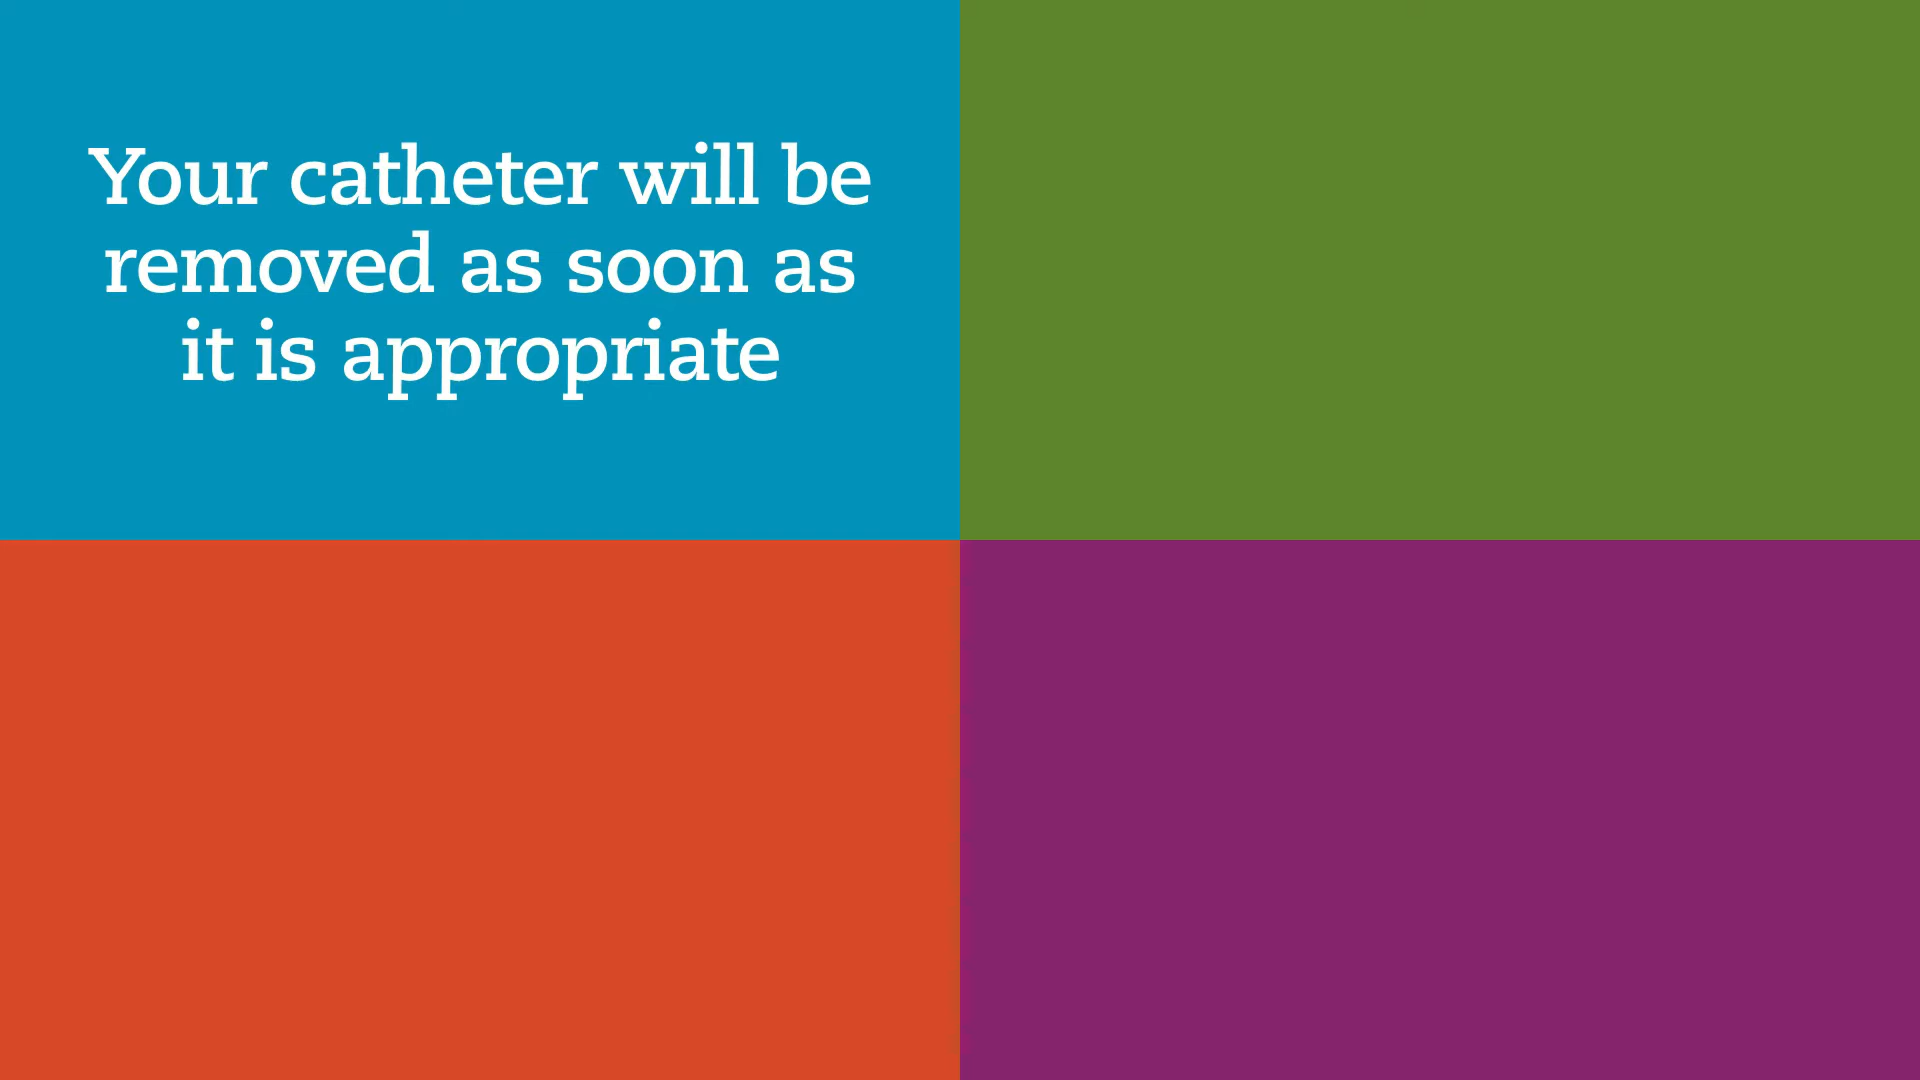 Your catheter will be
removed as soon as
it is appropriate